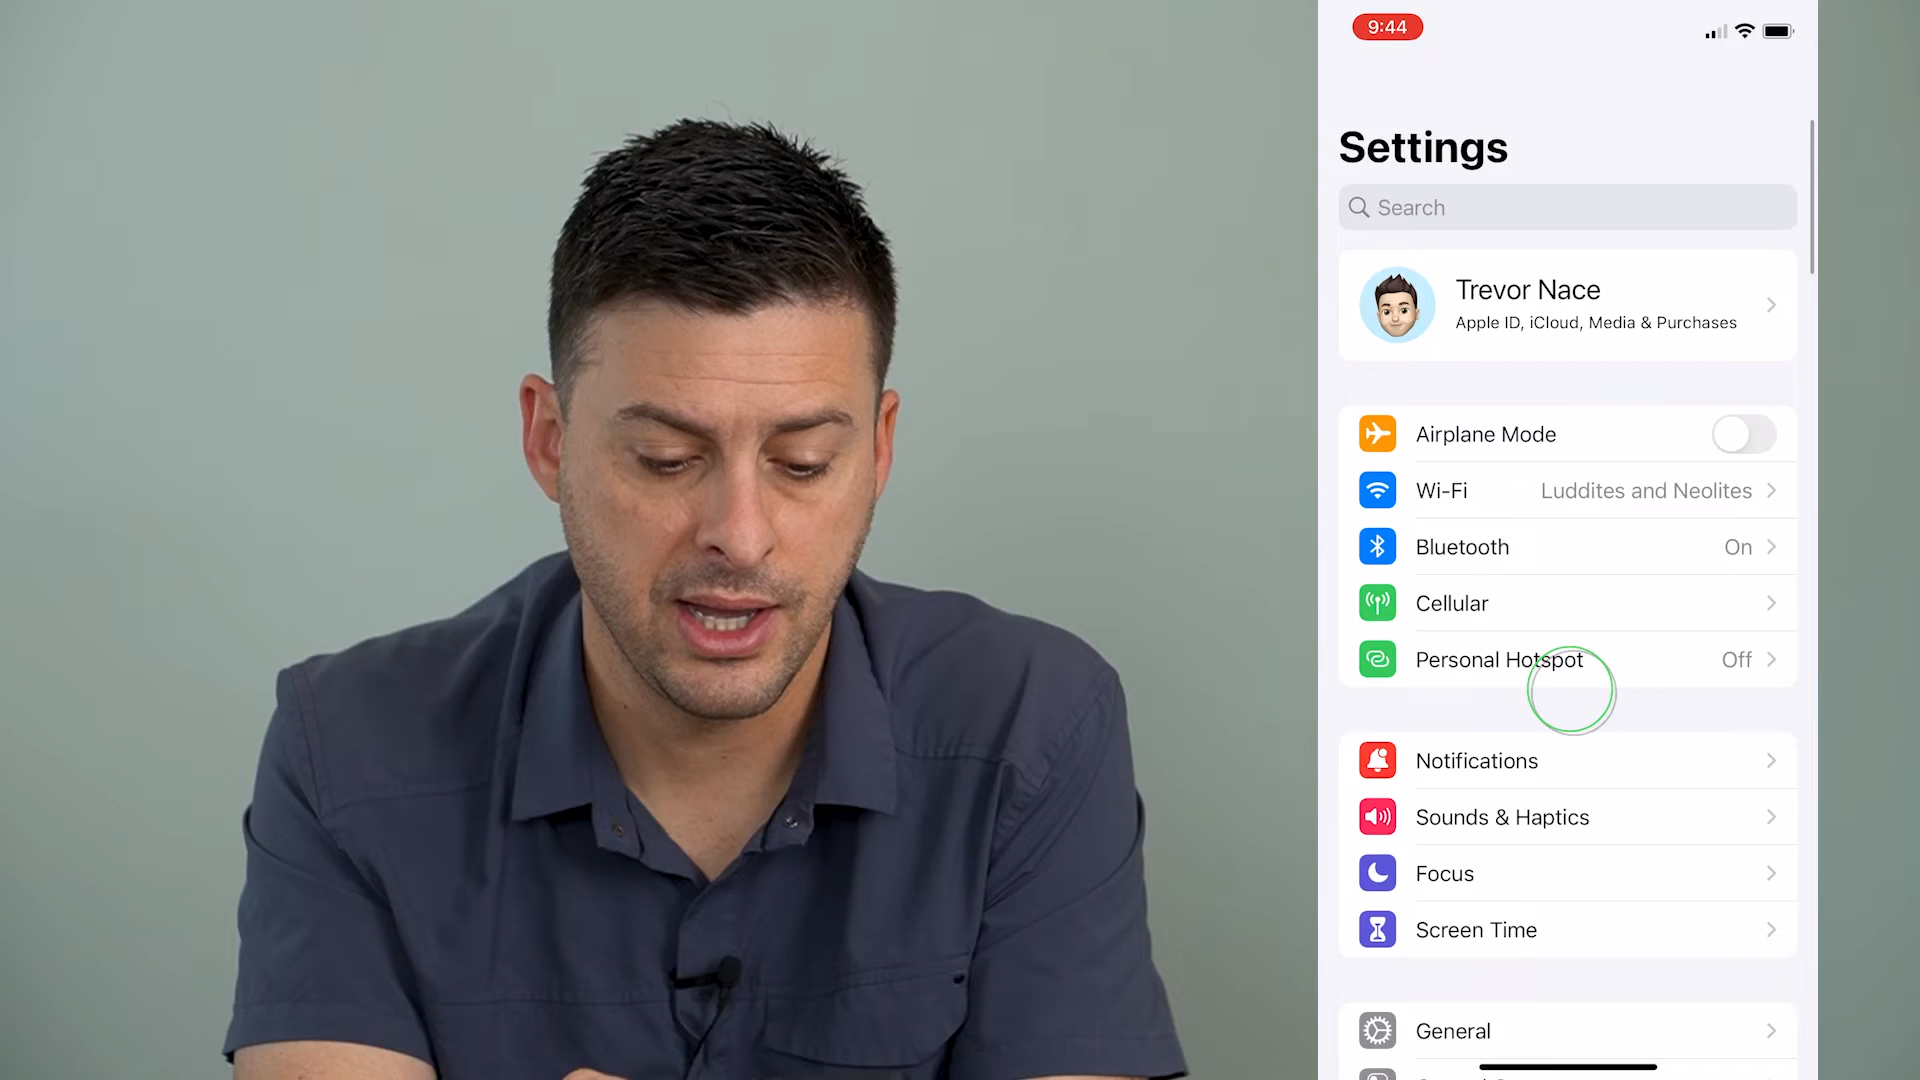 9:44
Settings
Search
Trevor Nace
Apple ID, iCloud, Media & Purchases
Airplane Mode
Wi-Fi Luddites and Neolites
Bluetooth On
Cellular
Personal Hotspot Off
Notifications
Sounds & Haptics
Focus
Screen Time
General